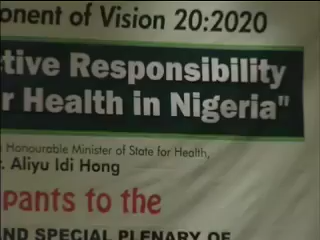 onent of Vision 20:2020
tive Responsibility
r Health in Nigeria"
Honourable Minister of State for Health,
r. Aliyu Idi Hong
pants to the
ND SPECIAL PLENARY OF